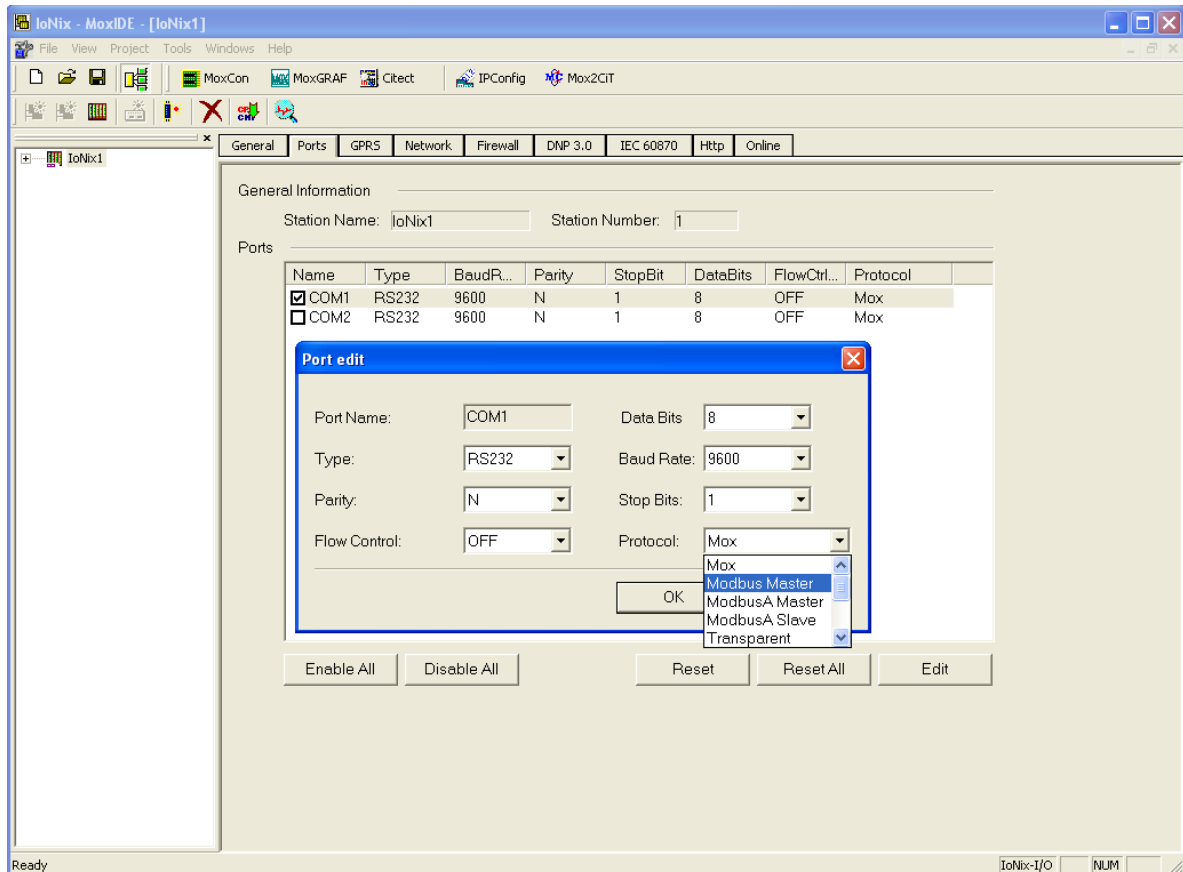 IoNix - MoxIDE - [IoNix1]
File View Project Tools Windows Help
MoxCon MoxGRAF Citect IPConfig Mox2CiT
IoNix1
General Ports GPRS Network Firewall DNP 3.0 IEC 60870 Http Online
General Information
Station Name: IoNix1 Station Number: 1
Ports
Name Type BaudR... Parity StopBit DataBits FlowCtrl... Protocol
COM1 RS232 9600 N 1 8 OFF Mox
COM2 RS232 9600 N 1 8 OFF Mox
Port edit
Port Name: COM1 Data Bits 8
Type: RS232 Baud Rate: 9600
Parity: N Stop Bits: 1
Flow Control: OFF Protocol: Mox
Mox
Modbus Master
ModbusA Master
ModbusA Slave
Transparent
OK
Enable All Disable All Reset Reset All Edit
Ready IoNix-I/O NUM